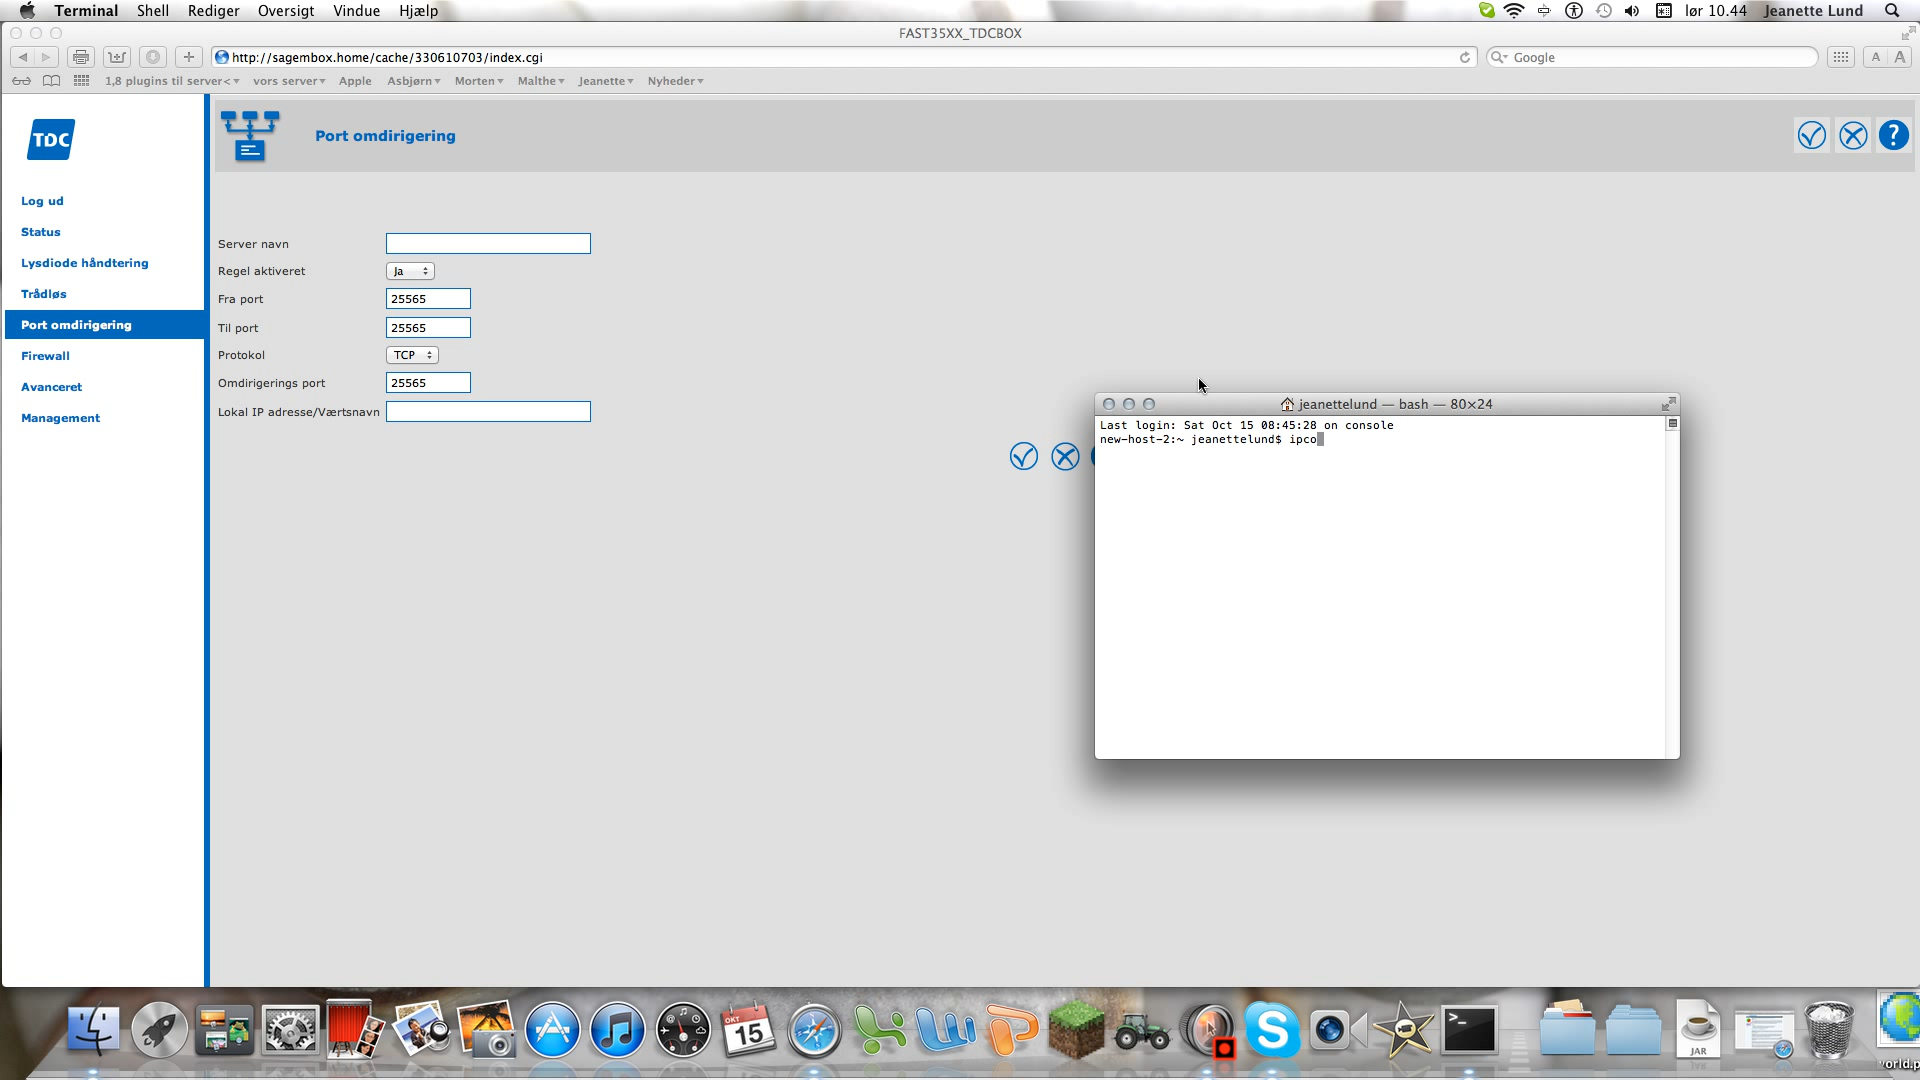 Terminal Shell Rediger Oversigt Vindue Hjælp lør 10.44 Jeanette Lund
FAST35XX_TDCBOX
http://sagembox.home/cache/330610703/index.cgi Google A A
1,8 plugins til server< vors server Apple Asbjørn Morten Malthe Jeanette Nyheder
TDC
Port omdirigering
?
Log ud
Status
Lysdiode håndtering
Trådløs
Port omdirigering
Firewall
Avanceret
Management
Server navn
Regel aktiveret Ja
Fra port 25565
Til port 25565
Protokol TCP
Omdirigerings port 25565
Lokal IP adresse/Værtsnavn
jeanettelund — bash — 80×24
Last login: Sat Oct 15 08:45:28 on console
new-host-2:~ jeanettelund$ ipco
OKT
15
>_
JAR
world.p